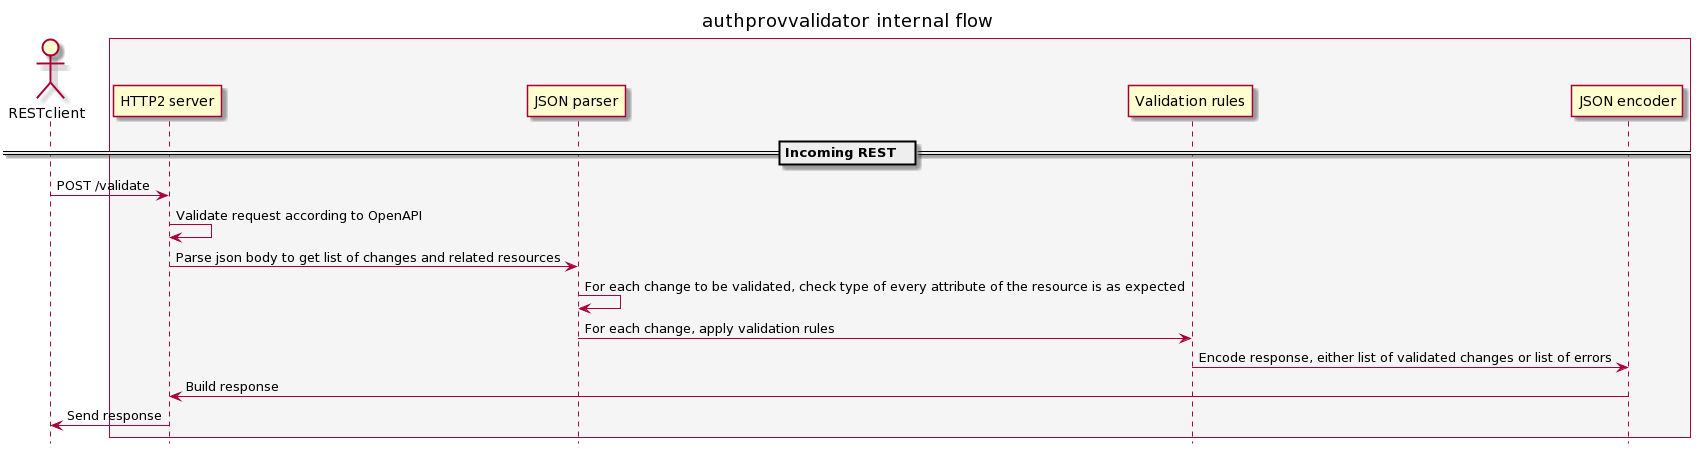 authprovvalidator internal flow
RESTclient
HTTP2 server
JSON parser
Validation rules
JSON encoder
Incoming REST
POST /validate
Validate request according to OpenAPI
Parse json body to get list of changes and related resources
For each change to be validated, check type of every attribute of the resource is as expected
For each change, apply validation rules
Encode response, either list of validated changes or list of errors
Build response
Send response